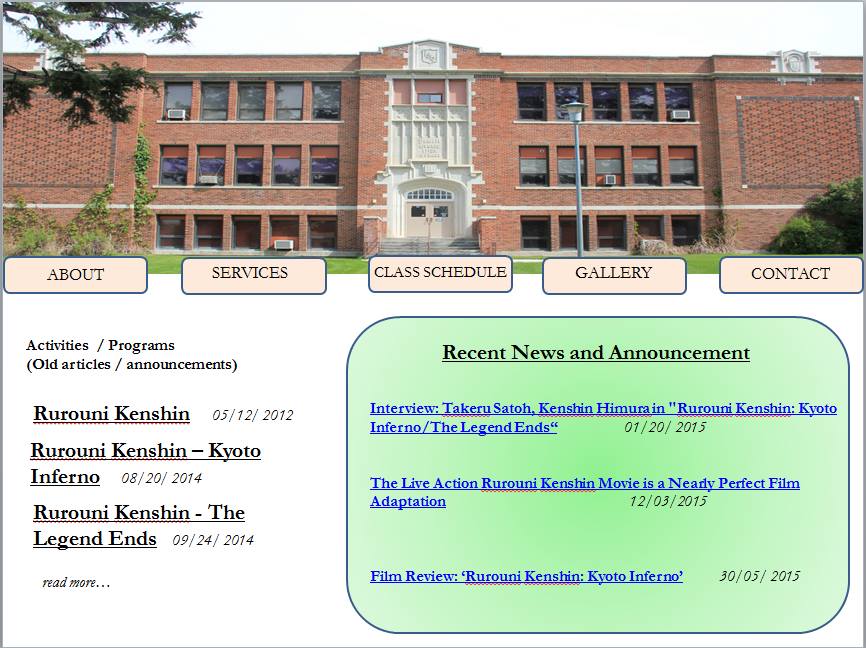 ABOUT
SERVICES
CLASS SCHEDULE
GALLERY
CONTACT
Activities / Programs
(Old articles / announcements)
Rurouni Kenshin 05/12/ 2012
Rurouni Kenshin – Kyoto
Inferno 08/20/ 2014
Rurouni Kenshin - The
Legend Ends 09/24/ 2014
read more…
Recent News and Announcement
Interview: Takeru Satoh, Kenshin Himura in "Rurouni Kenshin: Kyoto
Inferno/The Legend Ends“ 01/20/ 2015
The Live Action Rurouni Kenshin Movie is a Nearly Perfect Film
Adaptation 12/03/2015
Film Review: ‘Rurouni Kenshin: Kyoto Inferno’ 30/05/ 2015